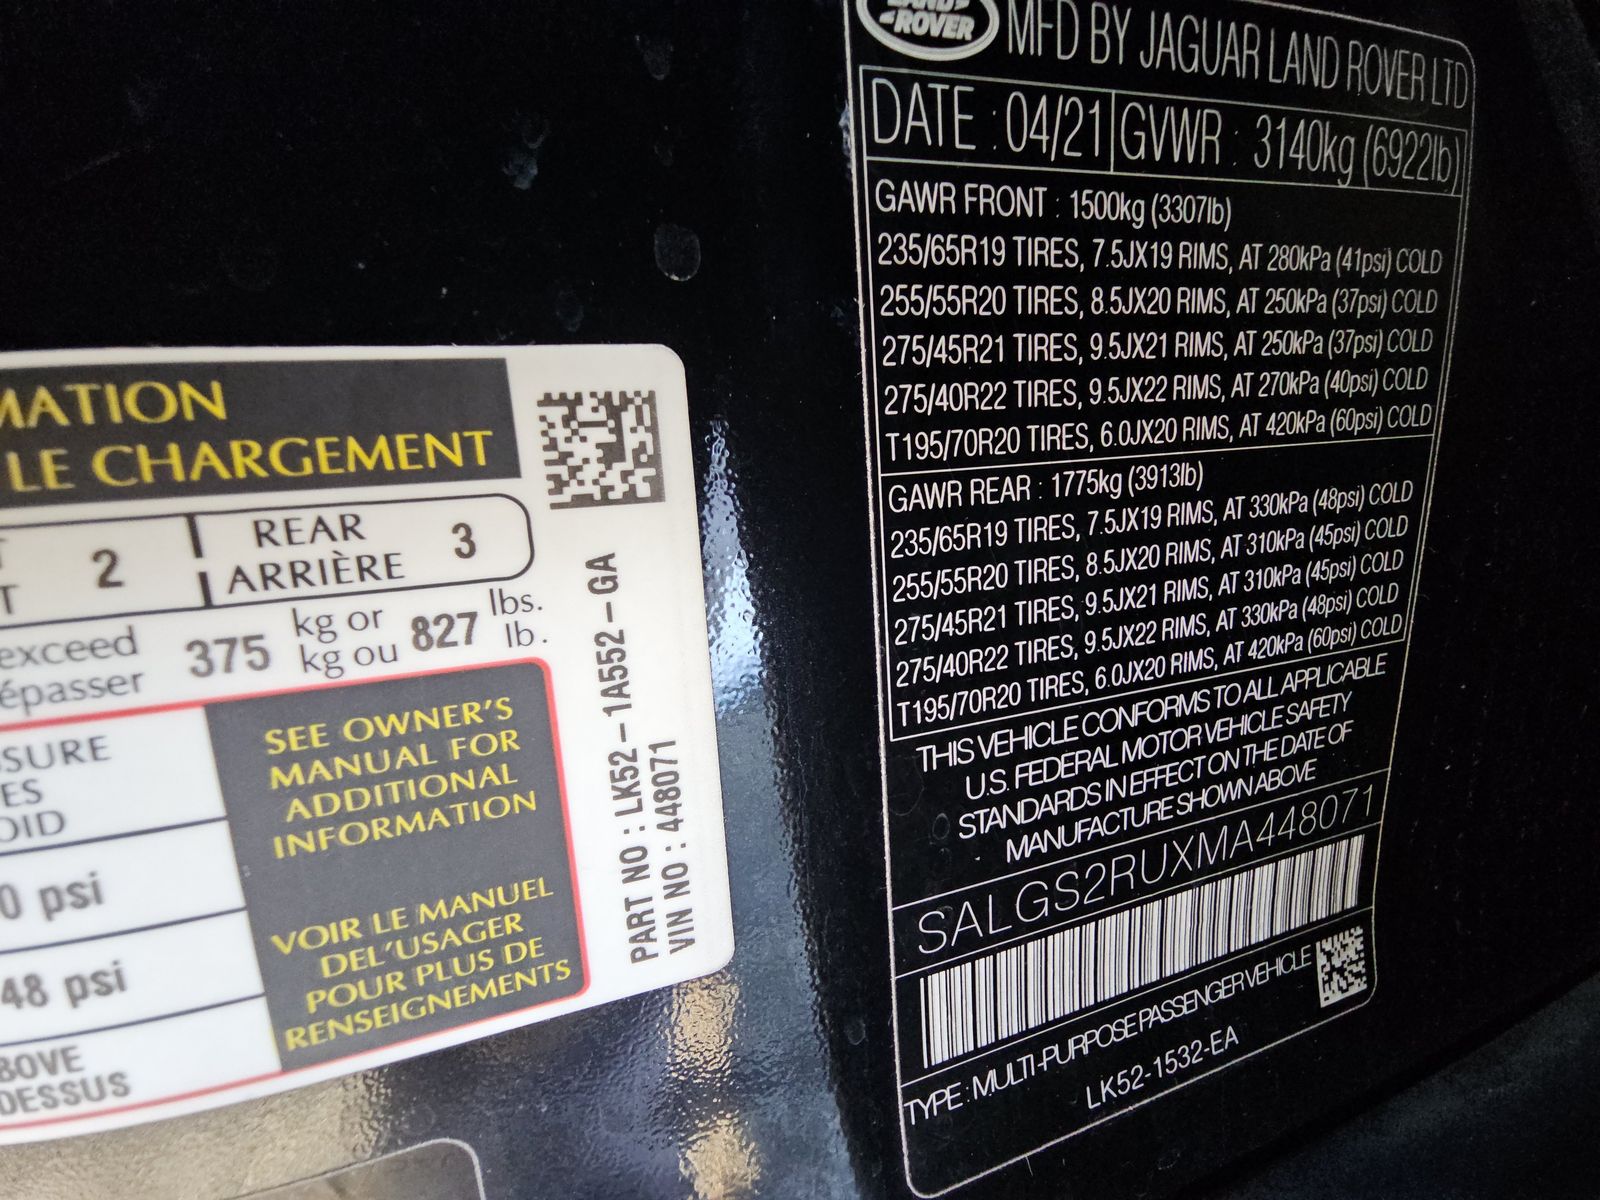 MATION
LE CHARGEMENT
2
REAR
ARRIÈRE
3
exceed
épasser
375
kg or
kg ou
827
lbs.
lb.
SEE OWNER'S
MANUAL FOR
ADDITIONAL
INFORMATION
VOIR LE MANUEL
DEL'USAGER
POUR PLUS DE
RENSEIGNEMENTS
SSURE
ES
OID
0 psi
48 psi
BOVE
DESSUS
PART NO : LK52-1A552-GA
VIN NO : 448071
LAND
ROVER
MFD BY JAGUAR LAND ROVER LTD
DATE : 04/21 GVWR : 3140kg (6922lb)
GAWR FRONT : 1500kg (3307lb)
235/65R19 TIRES, 7.5JX19 RIMS, AT 280kPa (41psi) COLD
255/55R20 TIRES, 8.5JX20 RIMS, AT 250kPa (37psi) COLD
275/45R21 TIRES, 9.5JX21 RIMS, AT 250kPa (37psi) COLD
275/40R22 TIRES, 9.5JX22 RIMS, AT 270kPa (40psi) COLD
T195/70R20 TIRES, 6.0JX20 RIMS, AT 420kPa (60psi) COLD
GAWR REAR : 1775kg (3913lb)
235/65R19 TIRES, 7.5JX19 RIMS, AT 330kPa (48psi) COLD
255/55R20 TIRES, 8.5JX20 RIMS, AT 310kPa (45psi) COLD
275/45R21 TIRES, 9.5JX21 RIMS, AT 310kPa (45psi) COLD
275/40R22 TIRES, 9.5JX22 RIMS, AT 330kPa (48psi) COLD
T195/70R20 TIRES, 6.0JX20 RIMS, AT 420kPa (60psi) COLD
THIS VEHICLE CONFORMS TO ALL APPLICABLE
U.S. FEDERAL MOTOR VEHICLE SAFETY
STANDARDS IN EFFECT ON THE DATE OF
MANUFACTURE SHOWN ABOVE
SALGS2RUXMA448071
TYPE : MULTI-PURPOSE PASSENGER VEHICLE
LK52-1532-EA